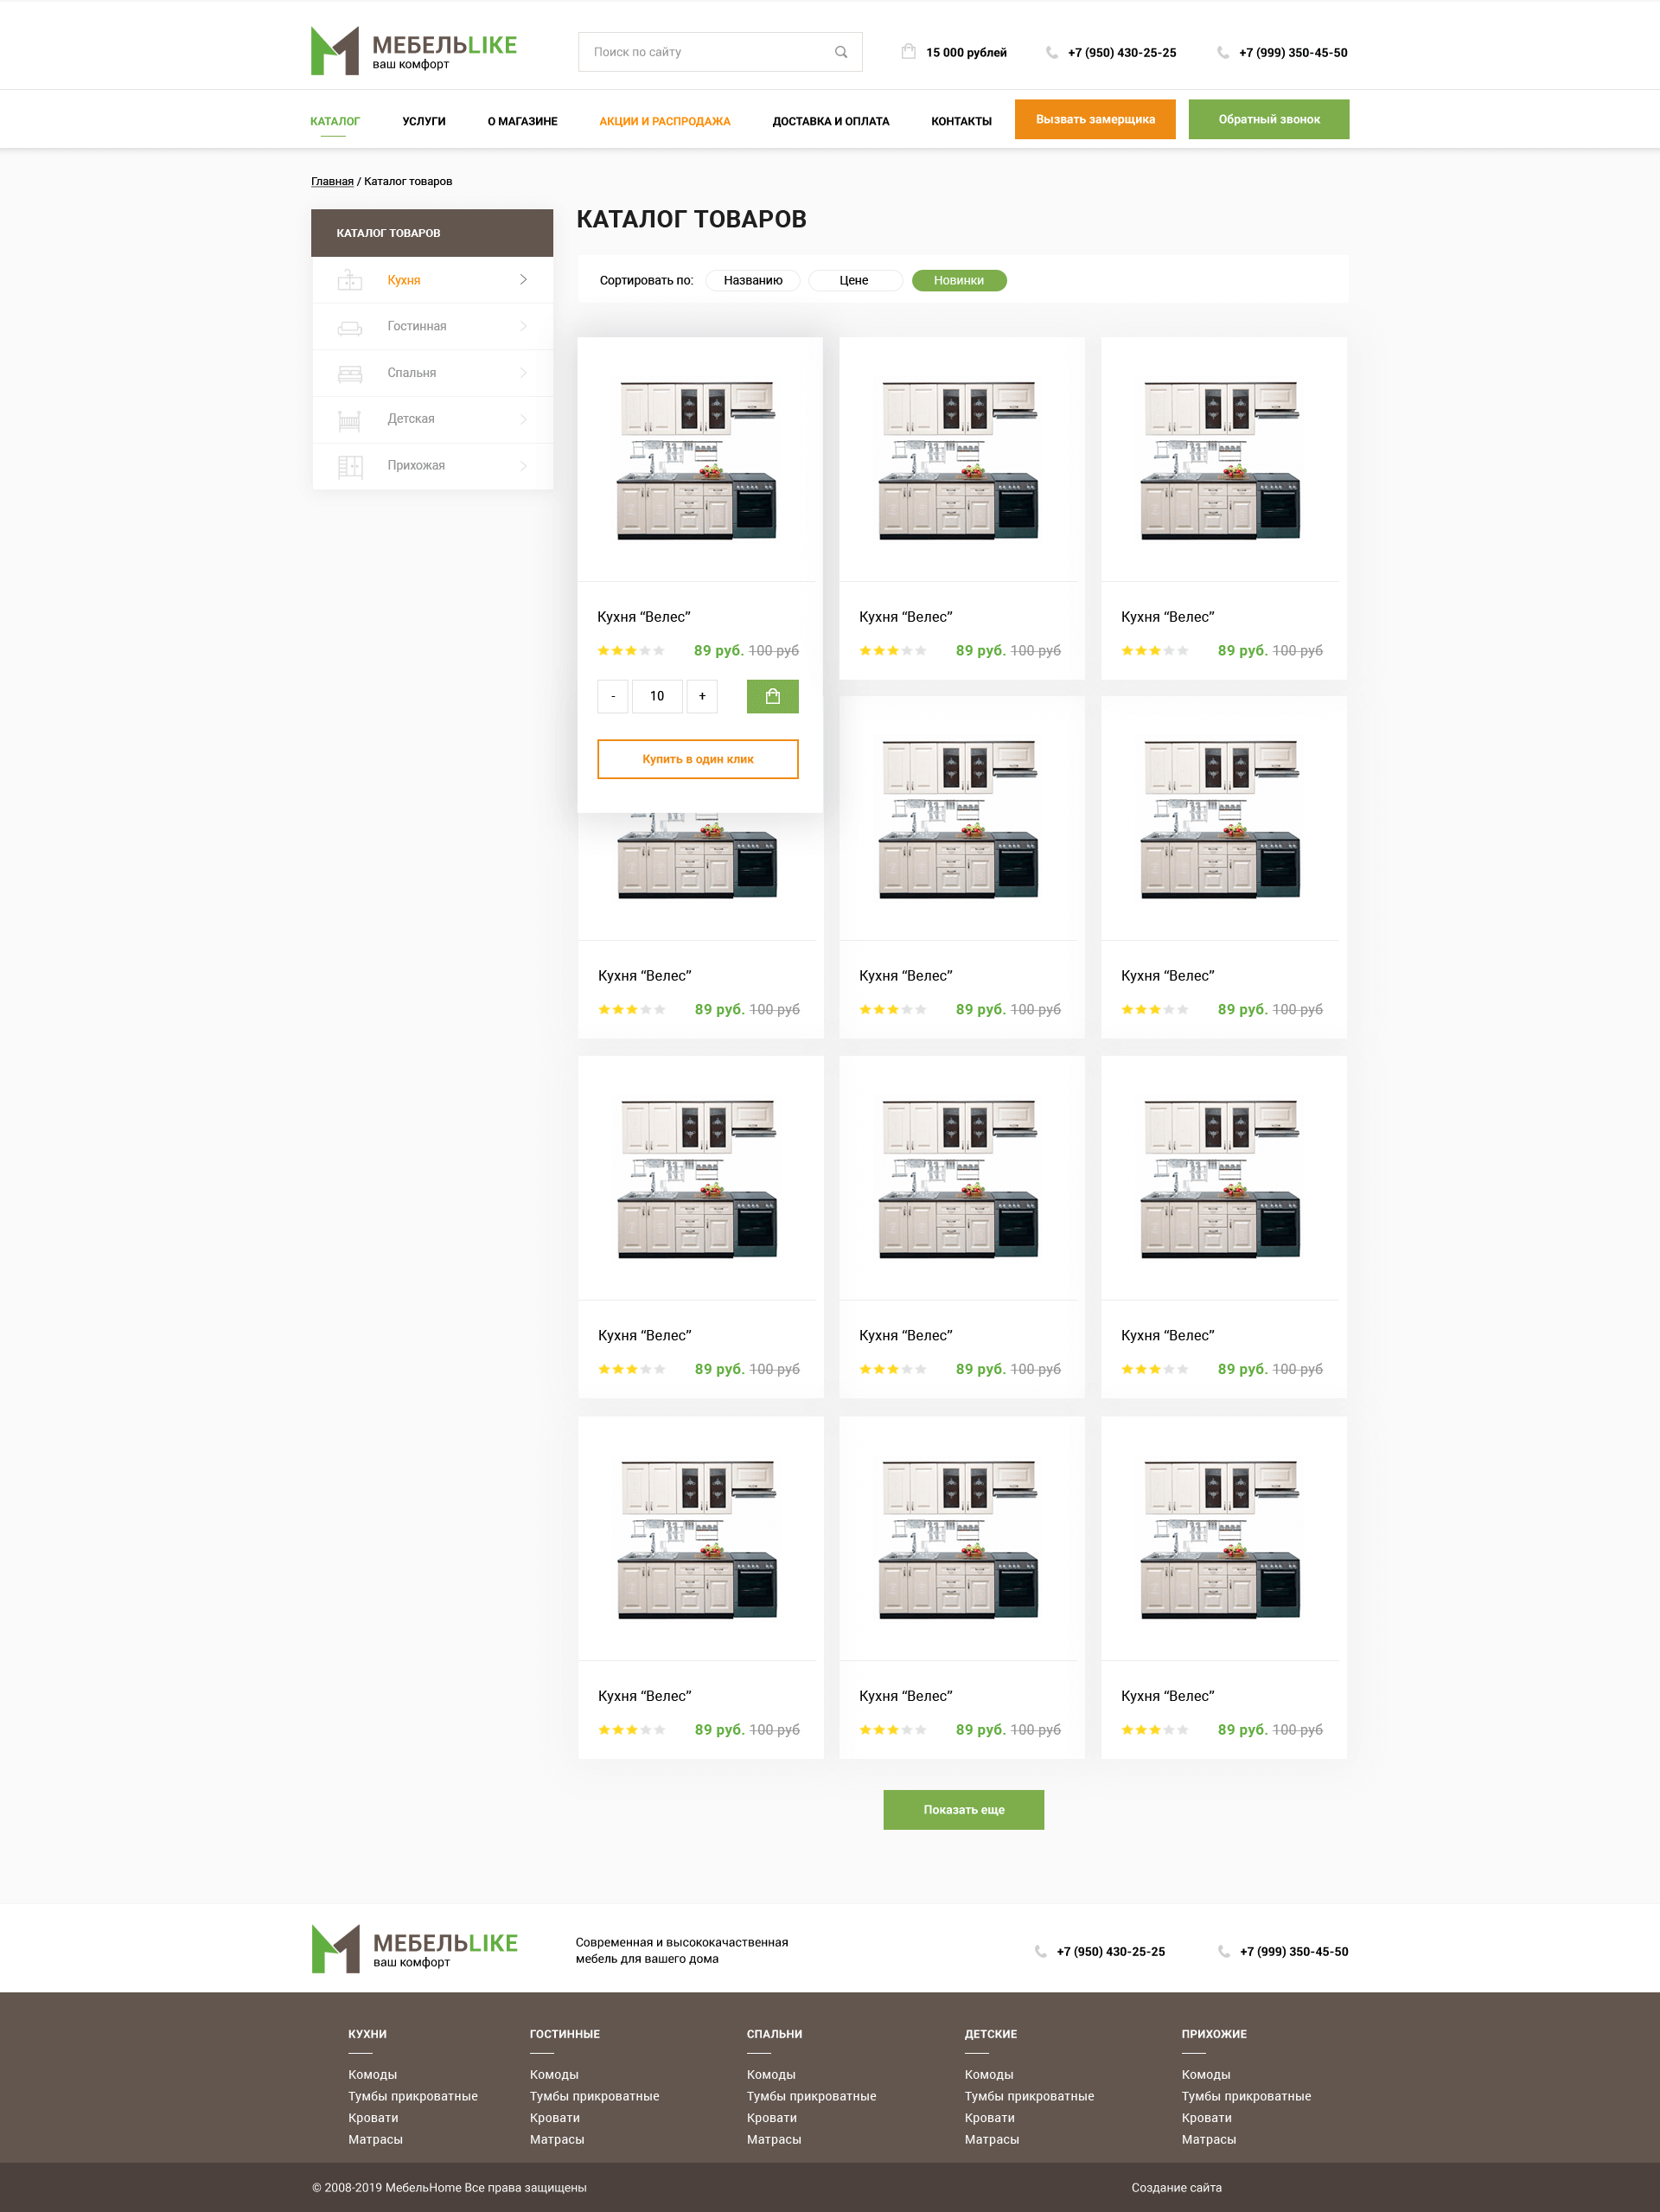 МЕБЕЛЬLIKE
ваш комфорт
Поиск по сайту
15 000 рублей
+7 (950) 430-25-25
+7 (999) 350-45-50
КАТАЛОГ УСЛУГИ О МАГАЗИНЕ АКЦИИ И РАСПРОДАЖА ДОСТАВКА И ОПЛАТА КОНТАКТЫ Вызвать замерщика Обратный звонок
Главная / Каталог товаров
КАТАЛОГ ТОВАРОВ
Кухня
Гостинная
Спальня
Детская
Прихожая
КАТАЛОГ ТОВАРОВ
Сортировать по: Названию Цене Новинки
Кухня “Велес” Кухня “Велес” Кухня “Велес”
89 руб. 100 руб 89 руб. 100 руб 89 руб. 100 руб
- 10 +
Купить в один клик
Кухня “Велес” Кухня “Велес” Кухня “Велес”
89 руб. 100 руб 89 руб. 100 руб 89 руб. 100 руб
Кухня “Велес” Кухня “Велес” Кухня “Велес”
89 руб. 100 руб 89 руб. 100 руб 89 руб. 100 руб
Кухня “Велес” Кухня “Велес” Кухня “Велес”
89 руб. 100 руб 89 руб. 100 руб 89 руб. 100 руб
Показать еще
МЕБЕЛЬLIKE
ваш комфорт
Современная и высококачаственная
мебель для вашего дома
+7 (950) 430-25-25
+7 (999) 350-45-50
КУХНИ ГОСТИННЫЕ СПАЛЬНИ ДЕТСКИЕ ПРИХОЖИЕ
Комоды Комоды Комоды Комоды Комоды
Тумбы прикроватные Тумбы прикроватные Тумбы прикроватные Тумбы прикроватные Тумбы прикроватные
Кровати Кровати Кровати Кровати Кровати
Матрасы Матрасы Матрасы Матрасы Матрасы
© 2008-2019 МебельHome Все права защищены Создание сайта